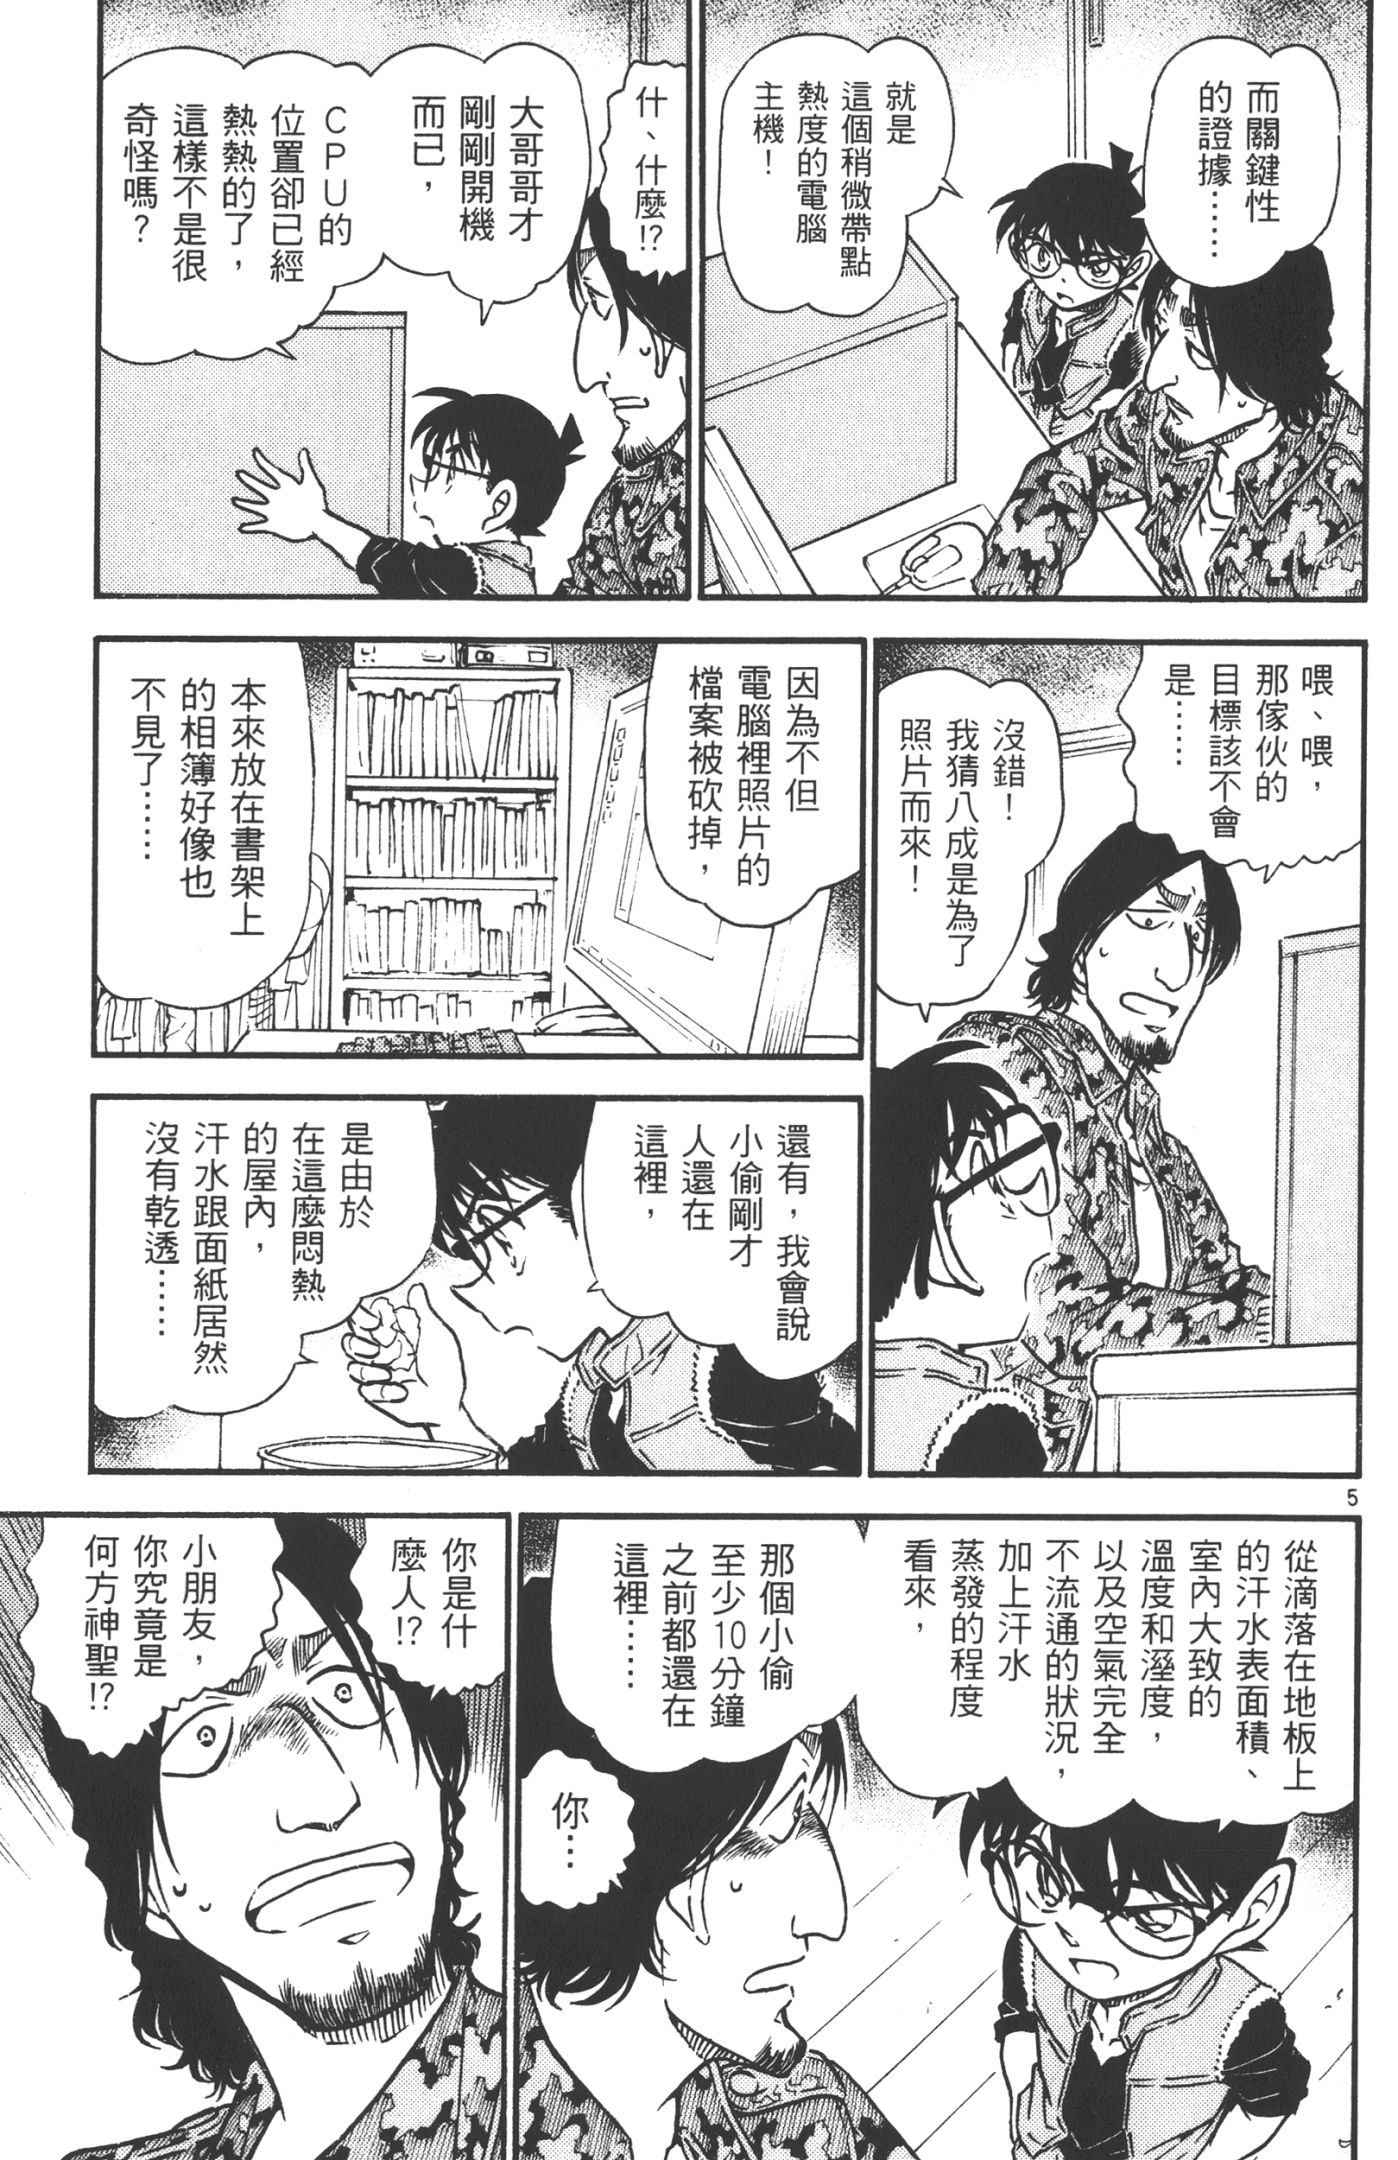 而關鍵性
的證據……
就是
這個稍微帶點
熱度的電腦
主機！
什、什麼!?
大哥哥才
剛剛開機
而已，
CPU的
位置卻已經
熱熱的了，
這樣不是很
奇怪嗎？
喂、喂，
那傢伙的
目標該不會
是……
沒錯！
我猜八成是為了
照片而來！
因為不但
電腦裡照片的
檔案被砍掉，
本來放在書架上
的相簿好像也
不見了……
還有，我會說
小偷剛才
人還在
這裡，
是由於
在這麼悶熱
的屋內，
汗水跟面紙居然
沒有乾透……
5
從滴落在地板上
的汗水表面積、
室內大致的
溫度和溼度，
以及空氣完全
不流通的狀況，
加上汗水
蒸發的程度
看來，
那個小偷
至少10分鐘
之前都還在
這裡……
你…
你是什
麼人!?
小朋友，
你究竟是
何方神聖!?